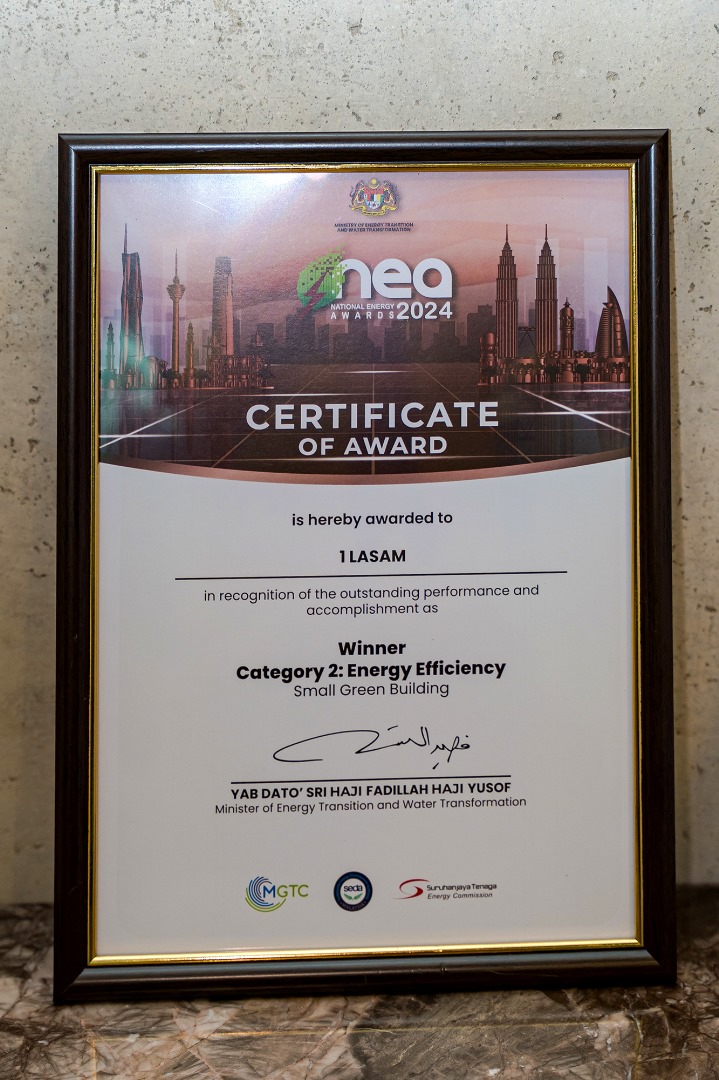 MINISTRY OF ENERGY TRANSITION
AND WATER TRANSFORMATION
nea
NATIONAL ENERGY
AWARDS 2024
CERTIFICATE
OF AWARD
is hereby awarded to
1 LASAM
in recognition of the outstanding performance and
accomplishment as
Winner
Category 2: Energy Efficiency
Small Green Building
YAB DATO' SRI HAJI FADILLAH HAJI YUSOF
Minister of Energy Transition and Water Transformation
MGTC
seda
Suruhanjaya Tenaga
Energy Commission